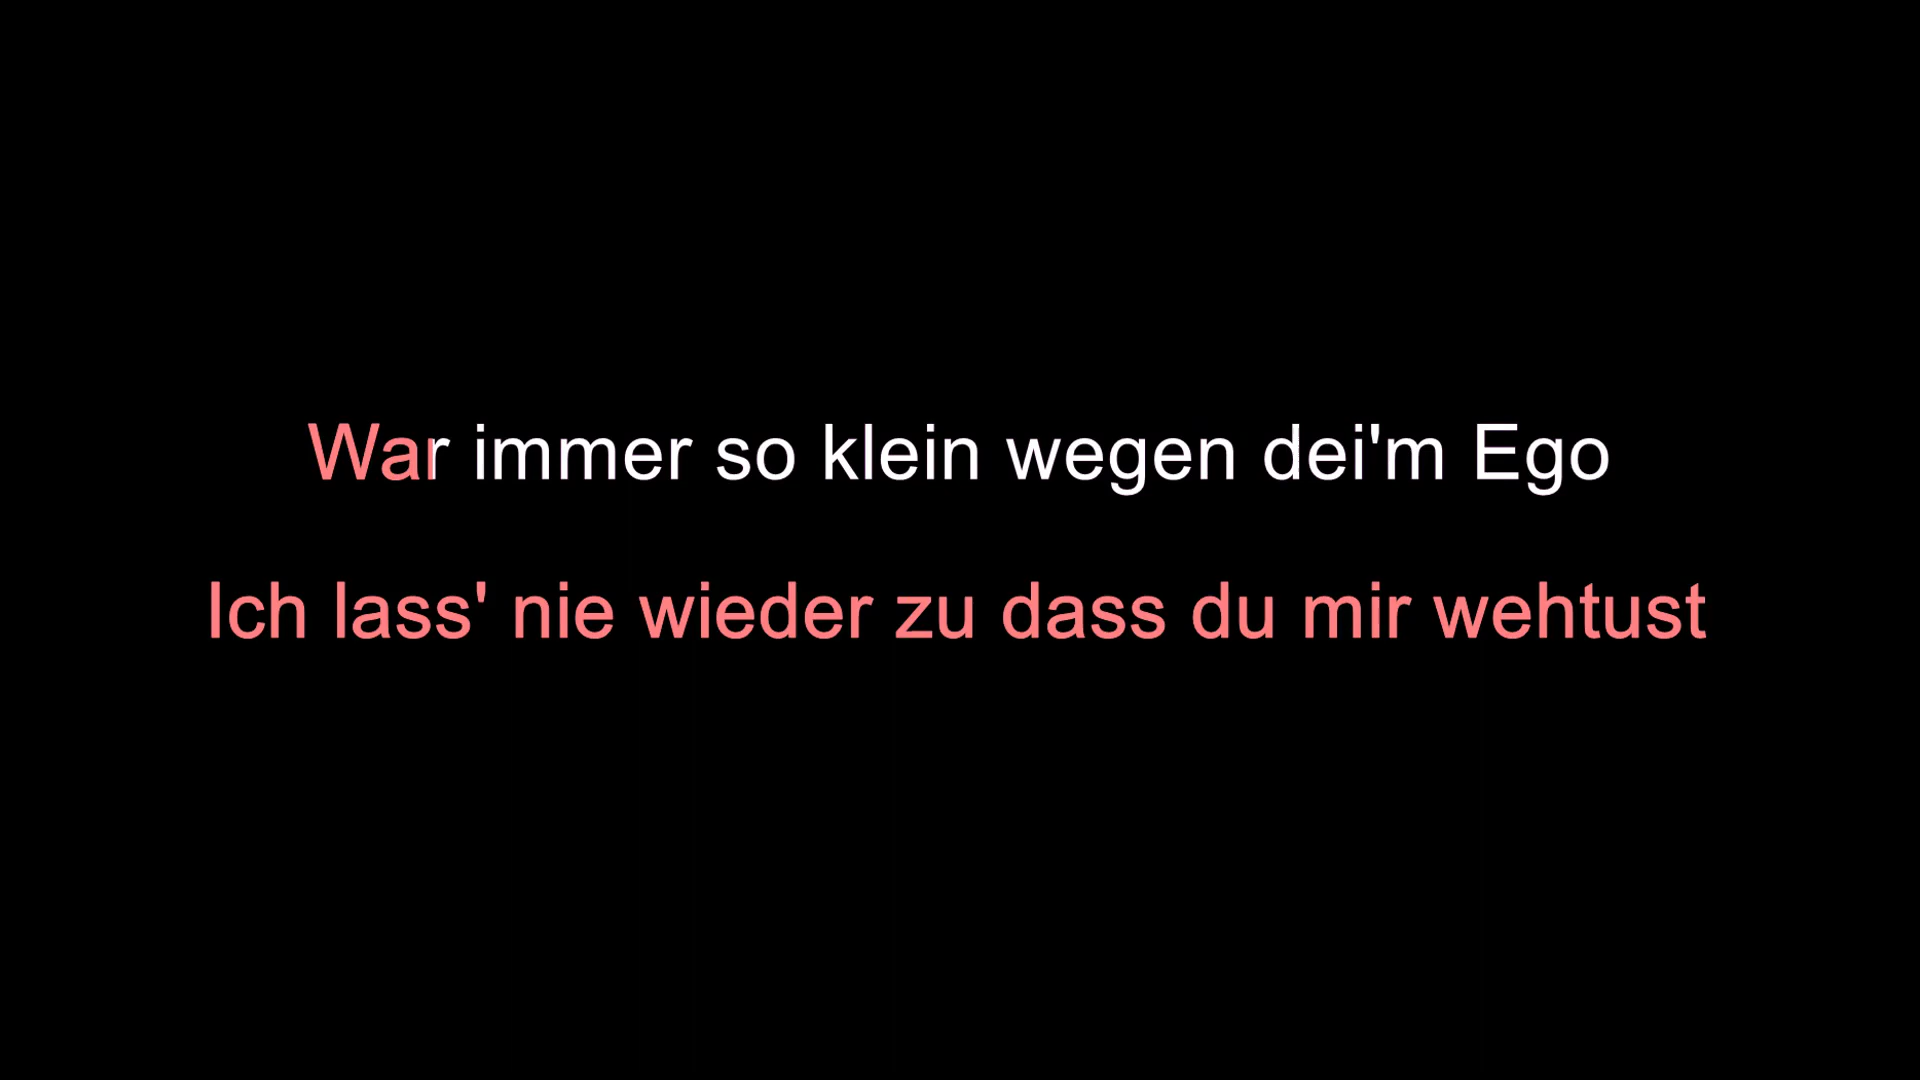 War immer so klein wegen dei'm Ego
Ich lass' nie wieder zu dass du mir wehtust